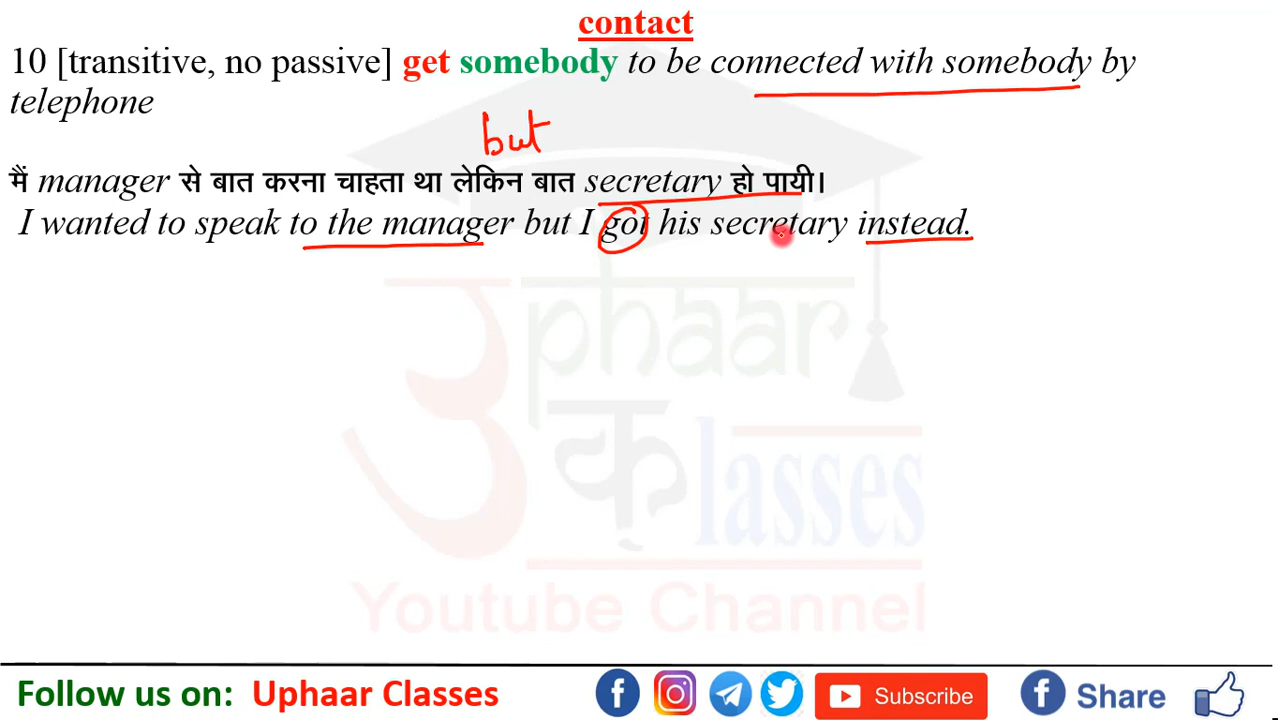 contact
10 [transitive, no passive] get somebody to be connected with somebody by
telephone
but
मैं manager से बात करना चाहता था लेकिन बात secretary हो पायी।
I wanted to speak to the manager but I got his secretary instead.
उphaar
कlasses
Youtube Channel
Follow us on: Uphaar Classes
Subscribe
Share